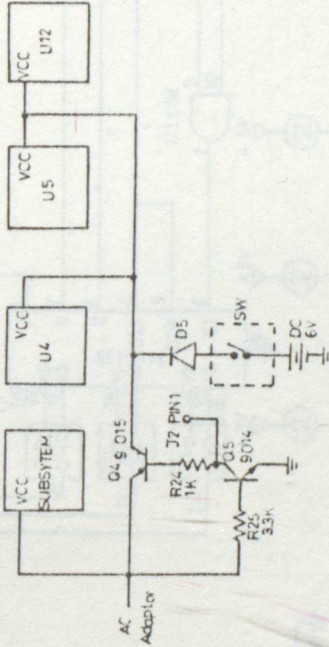 VCC
SUBSYTEM
VCC
U4
VCC
U5
VCC
U12
AC
Adaptor
Q4
9015
R24
1K
J2 PIN1
D5
SW
R25
3.3K
Q5
9014
DC
6V